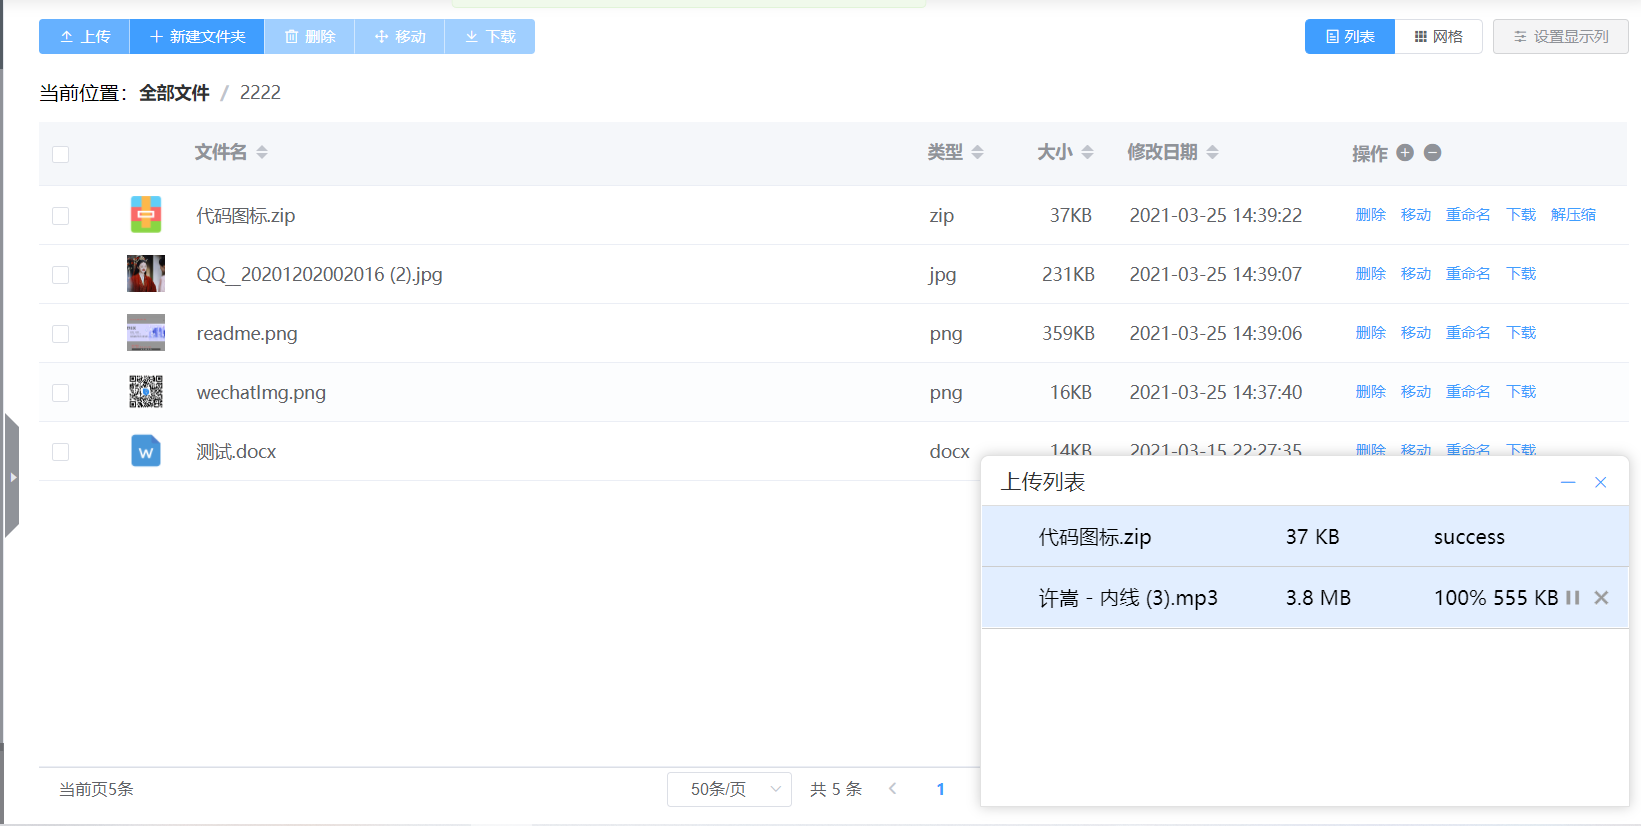 上传 新建文件夹 删除 移动 下载 列表 网格 设置显示列
当前位置：全部文件 / 2222
文件名 类型 大小 修改日期 操作
代码图标.zip zip 37KB 2021-03-25 14:39:22 删除 移动 重命名 下载 解压缩
QQ__20201202002016 (2).jpg jpg 231KB 2021-03-25 14:39:07 删除 移动 重命名 下载
readme.png png 359KB 2021-03-25 14:39:06 删除 移动 重命名 下载
wechatImg.png png 16KB 2021-03-25 14:37:40 删除 移动 重命名 下载
W 测试.docx docx 14KB 2021-03-15 22:27:35 删除 移动 重命名 下载
上传列表
代码图标.zip 37 KB success
许嵩 - 内线 (3).mp3 3.8 MB 100% 555 KB
当前页5条 50条/页 共 5 条 1